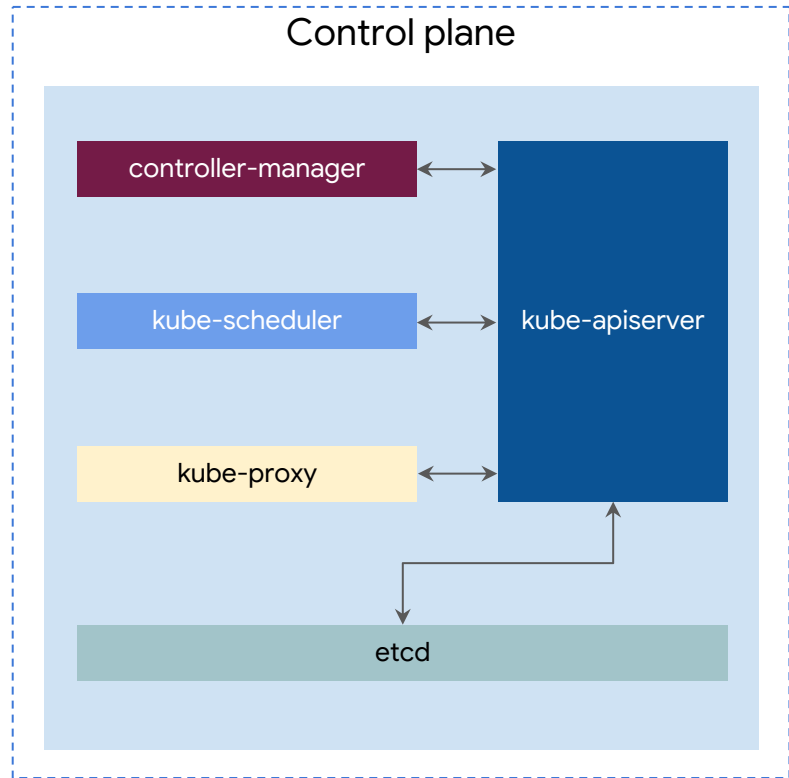 Control plane
controller-manager
kube-scheduler
kube-apiserver
kube-proxy
etcd